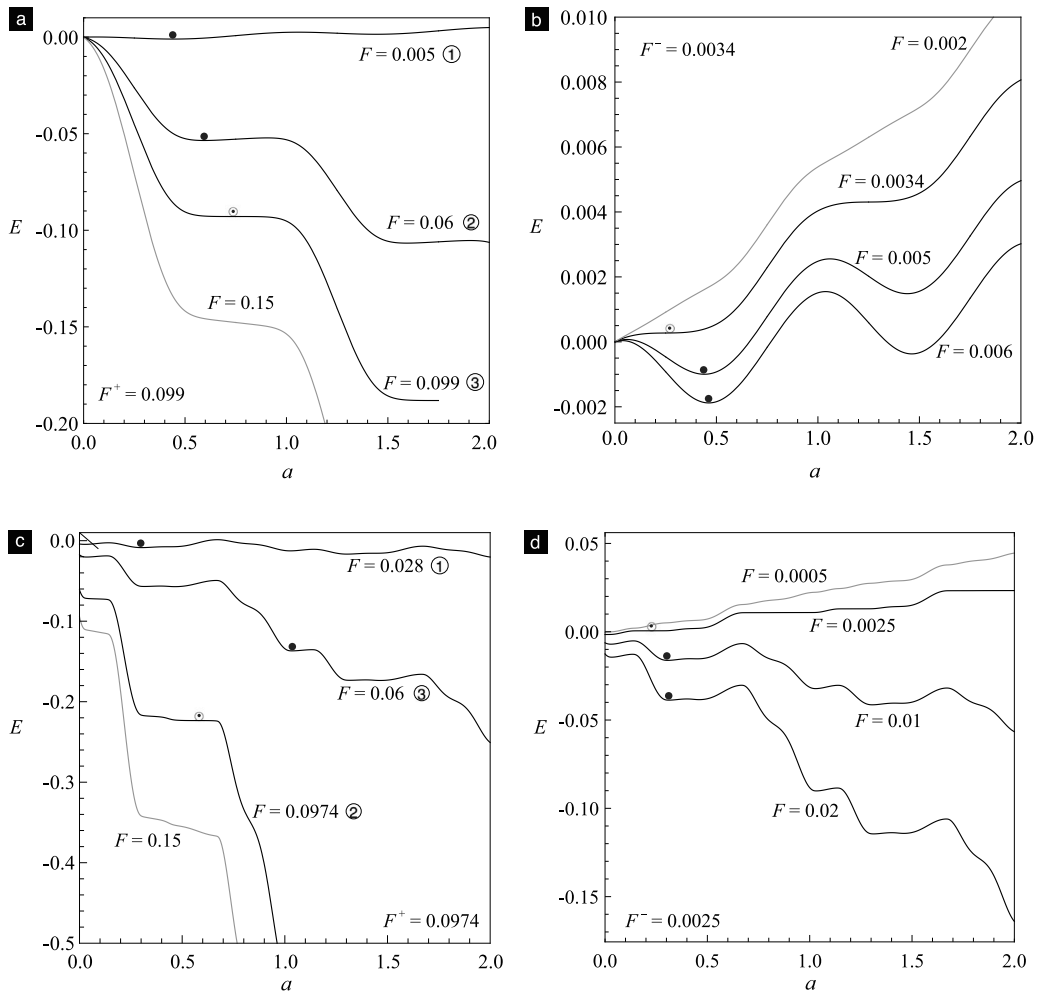 a
0.00
-0.05
-0.10
-0.15
-0.20
E
F = 0.005 ①
F = 0.06 ②
F = 0.15
F = 0.099 ③
F⁺ = 0.099
0.0
0.5
1.0
1.5
2.0
a
b
0.010
0.008
0.006
0.004
0.002
0.000
-0.002
E
F⁻ = 0.0034
F = 0.002
F = 0.0034
F = 0.005
F = 0.006
0.0
0.5
1.0
1.5
2.0
a
c
0.0
-0.1
-0.2
-0.3
-0.4
-0.5
E
F = 0.028 ①
F = 0.06 ③
F = 0.0974 ②
F = 0.15
F⁺ = 0.0974
0.0
0.5
1.0
1.5
2.0
a
d
0.05
0.00
-0.05
-0.10
-0.15
E
F = 0.0005
F = 0.0025
F = 0.01
F = 0.02
F⁻ = 0.0025
0.0
0.5
1.0
1.5
2.0
a